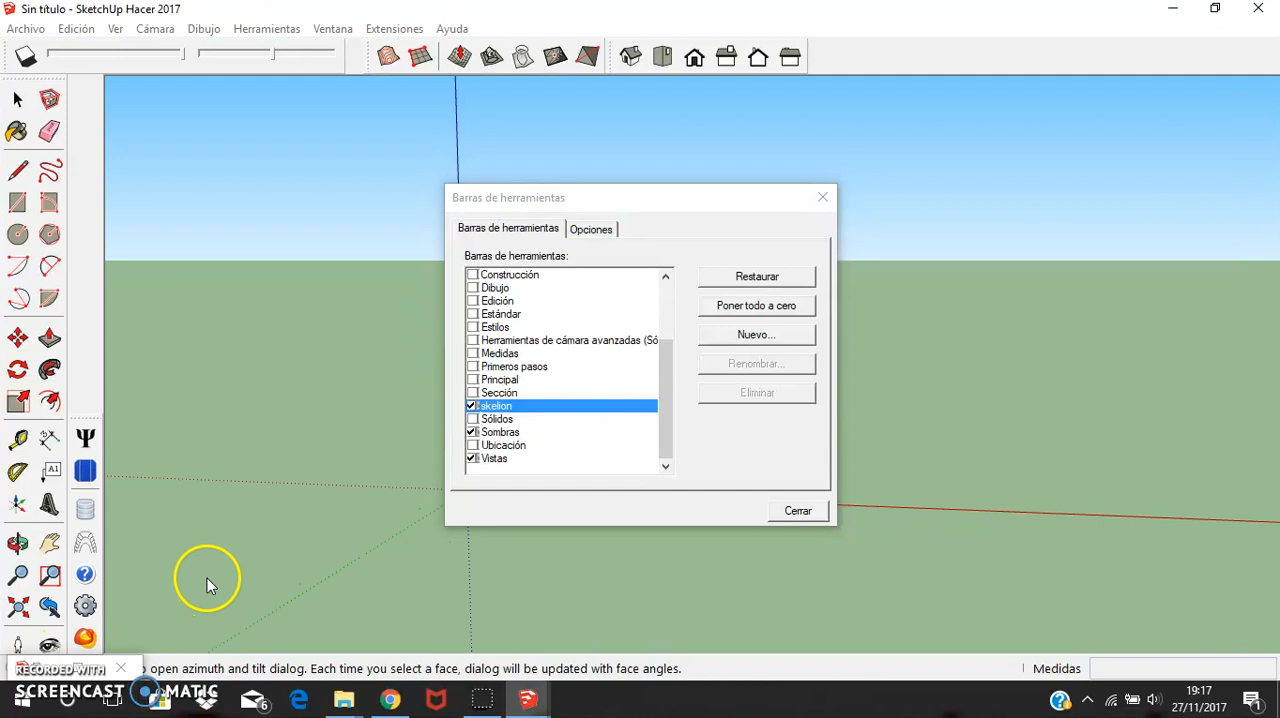 Sin título - SketchUp Hacer 2017
Archivo Edición Ver Cámara Dibujo Herramientas Ventana Extensiones Ayuda
Barras de herramientas
Barras de herramientas Opciones
Barras de herramientas:
Construcción
Dibujo
Edición
Estándar
Estilos
Herramientas de cámara avanzadas (Só
Medidas
Primeros pasos
Principal
Sección
skelion
Sólidos
Sombras
Ubicación
Vistas
Restaurar
Poner todo a cero
Nuevo...
Renombrar...
Eliminar
Cerrar
A1
Ψ
?
RECORDED WITH
SCREENCAST MATIC
open azimuth and tilt dialog. Each time you select a face, dialog will be updated with face angles.
Medidas
6
19:17
27/11/2017
1